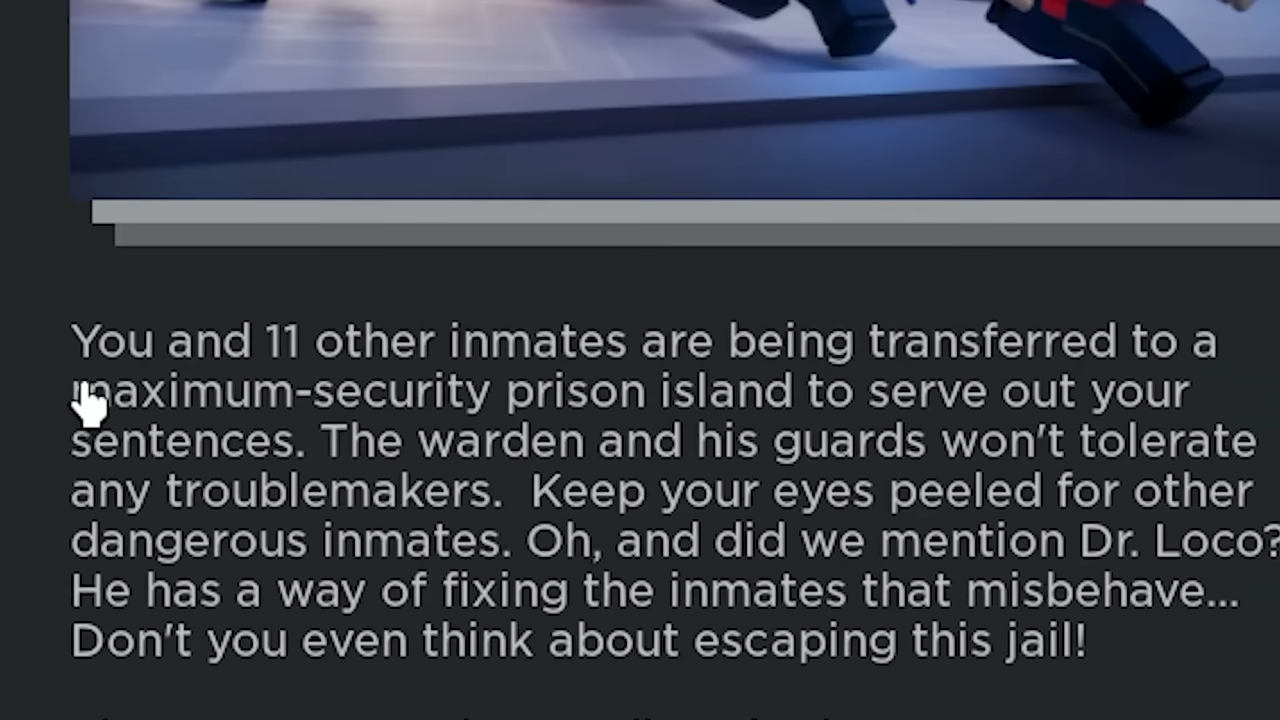 You and 11 other inmates are being transferred to a
maximum-security prison island to serve out your
sentences. The warden and his guards won't tolerate
any troublemakers.  Keep your eyes peeled for other
dangerous inmates. Oh, and did we mention Dr. Loco?
He has a way of fixing the inmates that misbehave...
Don't you even think about escaping this jail!